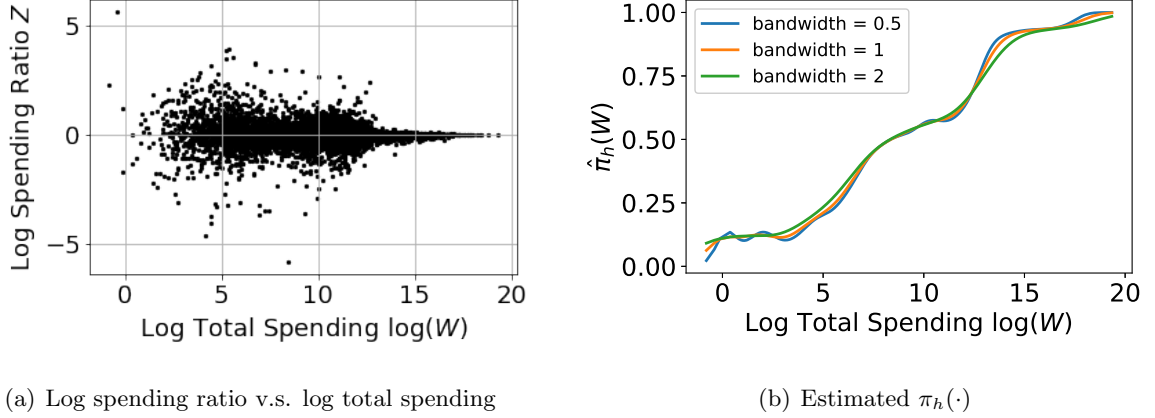 Log Spending Ratio Z
5
0
−5
0
5
10
15
20
Log Total Spending log(W)
(a) Log spending ratio v.s. log total spending
π̂h(W)
1.00
0.75
0.50
0.25
0.00
bandwidth = 0.5
bandwidth = 1
bandwidth = 2
0
5
10
15
20
Log Total Spending log(W)
(b) Estimated πh(·)